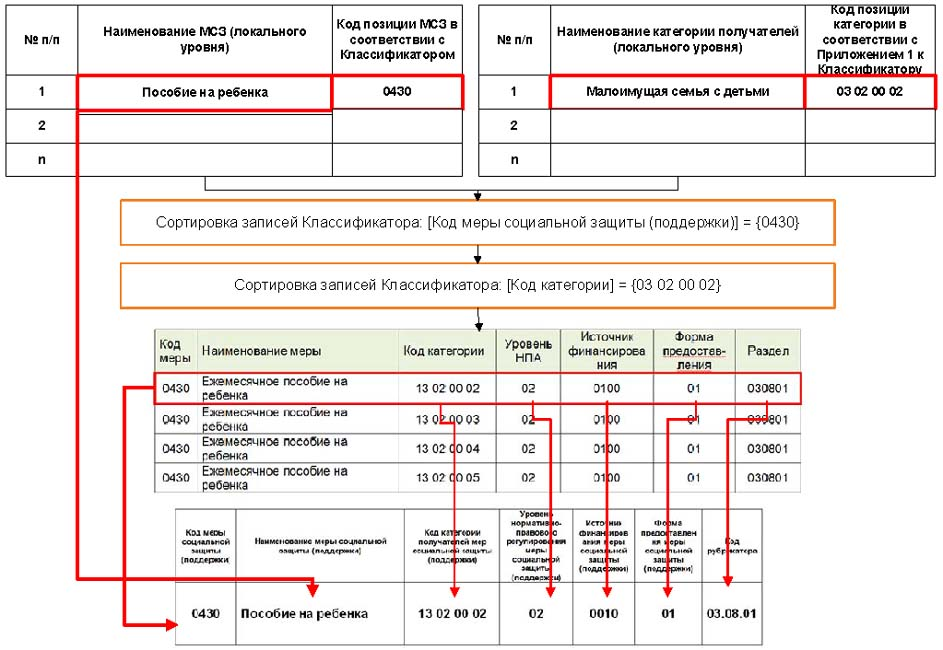 № п/п
Наименование МСЗ (локального
уровня)
Код позиции МСЗ в
соответствии с
Классификатором
1
Пособие на ребенка
0430
2
n
№ п/п
Наименование категории получателей
(локального уровня)
Код позиции
категории в
соответствии с
Приложением 1 к
Классификатору
1
Малоимущая семья с детьми
03 02 00 02
2
n
Сортировка записей Классификатора: [Код меры социальной защиты (поддержки)] = {0430}
Сортировка записей Классификатора: [Код категории] = {03 02 00 02}
Код
меры
Наименование меры
Код категории
Уровень
НПА
Источник
финансирова
ния
Форма
предостав-
ления
Раздел
0430
Ежемесячное пособие на
ребенка
13 02 00 02
02
0100
01
030801
0430
Ежемесячное пособие на
ребенка
13 02 00 03
02
0100
01
030801
0430
Ежемесячное пособие на
ребенка
13 02 00 04
02
0100
01
030801
0430
Ежемесячное пособие на
ребенка
13 02 00 05
02
0100
01
030801
Код меры
социальной
защиты
(поддержки)
Наименование меры социальной
защиты (поддержки)
Код категории
получателей мер
социальной защиты
(поддержки)
Уровень
нормативно-
правового
регулирования
меры
социальной
защиты
(поддержки)
Источник
финансиров
ания меры
социальной
защиты
(поддержки)
Форма
предоставлен
ия меры
социальной
защиты
(поддержки)
Код
рубрикатора
0430
Пособие на ребенка
13 02 00 02
02
0010
01
03.08.01